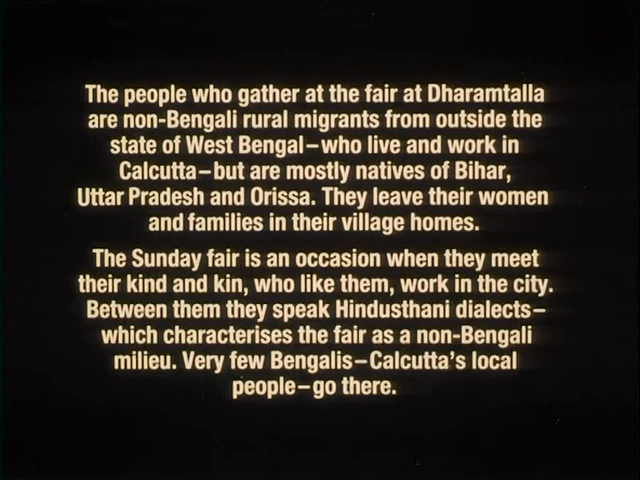 The people who gather at the fair at Dharamtalla
are non-Bengali rural migrants from outside the
state of West Bengal–who live and work in
Calcutta–but are mostly natives of Bihar,
Uttar Pradesh and Orissa. They leave their women
and families in their village homes.
The Sunday fair is an occasion when they meet
their kind and kin, who like them, work in the city.
Between them they speak Hindusthani dialects–
which characterises the fair as a non-Bengali
milieu. Very few Bengalis–Calcutta's local
people–go there.